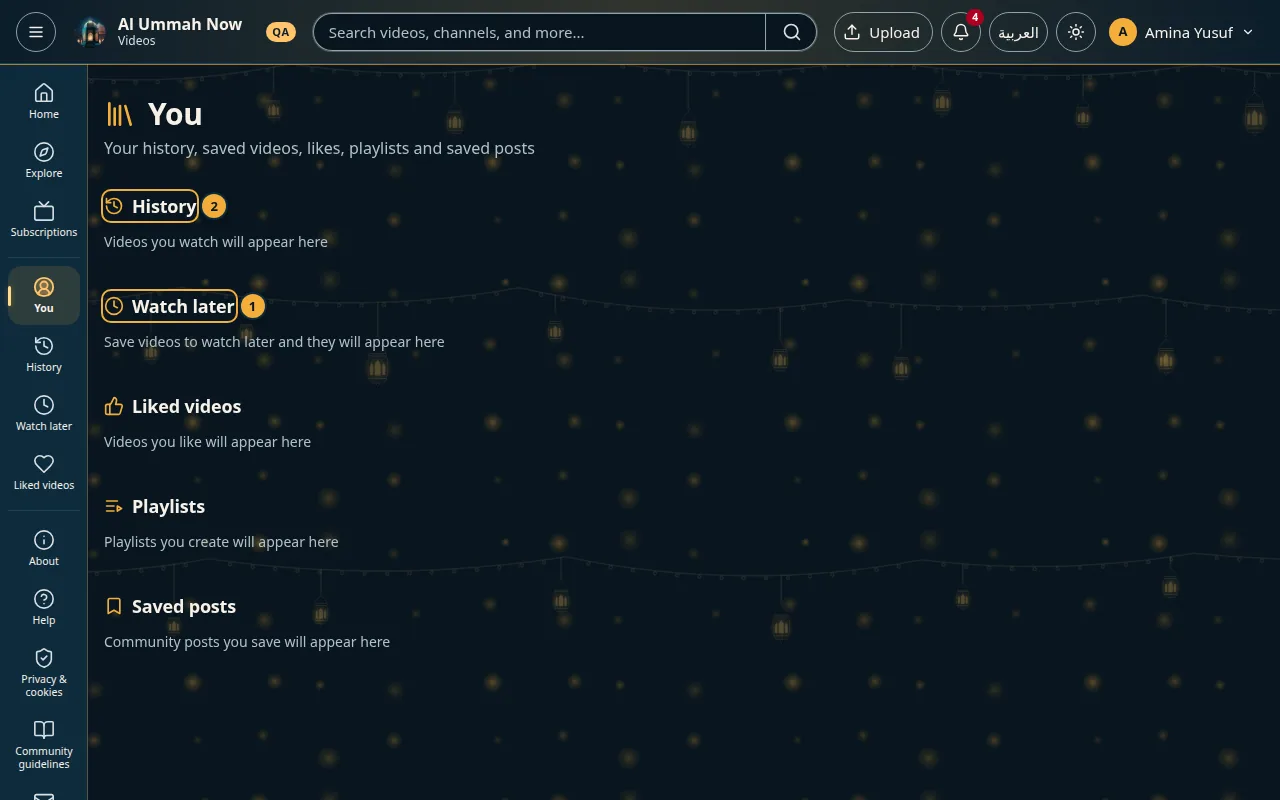 Al Ummah Now
Videos
QA
Search videos, channels, and more...
Upload
4
العربية
A
Amina Yusuf
Home
Explore
Subscriptions
You
History
Watch later
Liked videos
About
Help
Privacy &
cookies
Community
guidelines
You
Your history, saved videos, likes, playlists and saved posts
History 2
Videos you watch will appear here
Watch later 1
Save videos to watch later and they will appear here
Liked videos
Videos you like will appear here
Playlists
Playlists you create will appear here
Saved posts
Community posts you save will appear here